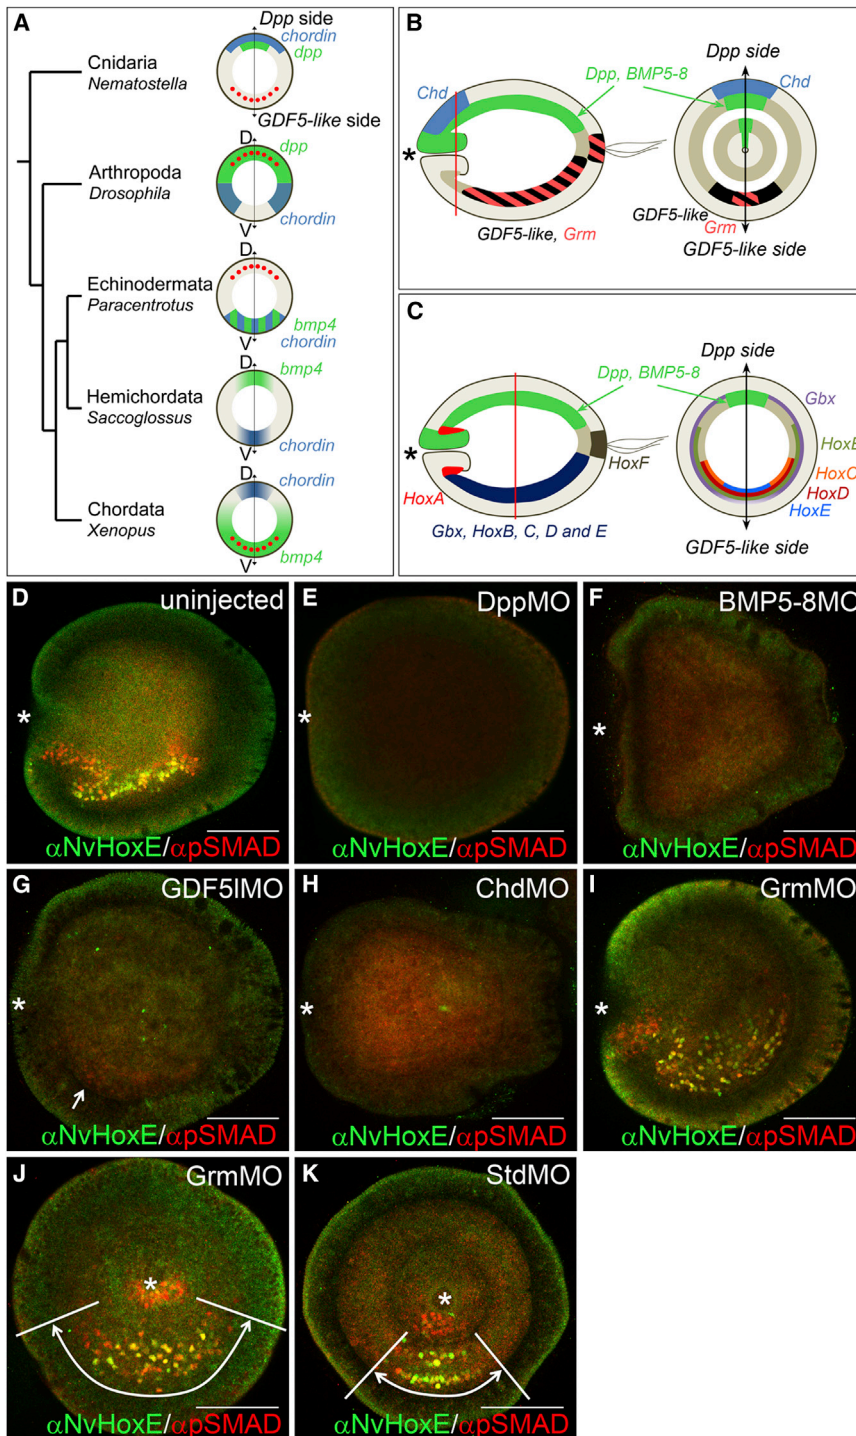 A
Dpp side
chordin
dpp
Cnidaria
Nematostella
GDF5-like side
D
dpp
Arthropoda
Drosophila
chordin
V
D
Echinodermata
Paracentrotus
bmp4
chordin
V
D
bmp4
Hemichordata
Saccoglossus
chordin
V
D
chordin
Chordata
Xenopus
bmp4
V
B
Dpp side
Chd
Dpp, BMP5-8
Chd
*
GDF5-like, Grm
GDF5-like
Grm
GDF5-like side
C
Dpp side
Dpp, BMP5-8
Gbx
*
HoxB
HoxC
HoxD
HoxE
HoxF
HoxA
Gbx, HoxB, C, D and E
GDF5-like side
D
uninjected
*
αNvHoxE/αpSMAD
E
DppMO
*
αNvHoxE/αpSMAD
F
BMP5-8MO
*
αNvHoxE/αpSMAD
G
GDF5lMO
*
αNvHoxE/αpSMAD
H
ChdMO
*
αNvHoxE/αpSMAD
I
GrmMO
*
αNvHoxE/αpSMAD
J
GrmMO
*
αNvHoxE/αpSMAD
K
StdMO
*
αNvHoxE/αpSMAD